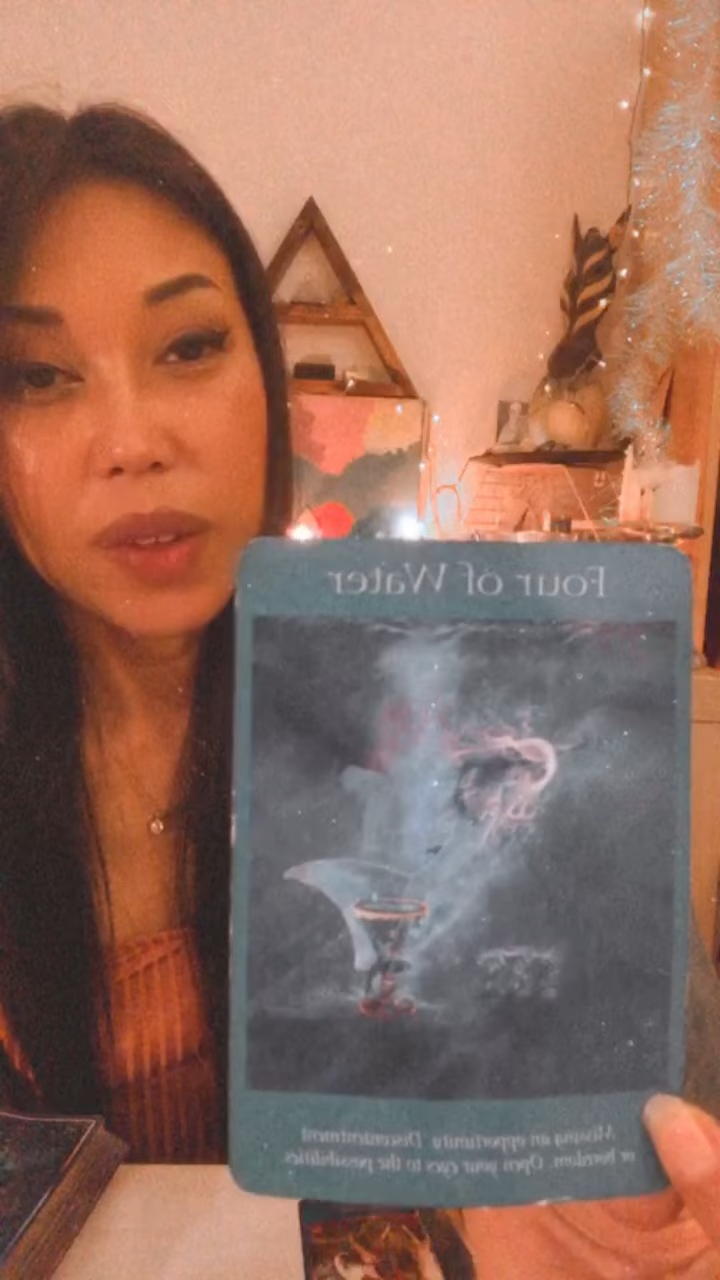 Four of Water
Missing an opportunity. Discontentment
or boredom. Open your eyes to the possibilities.